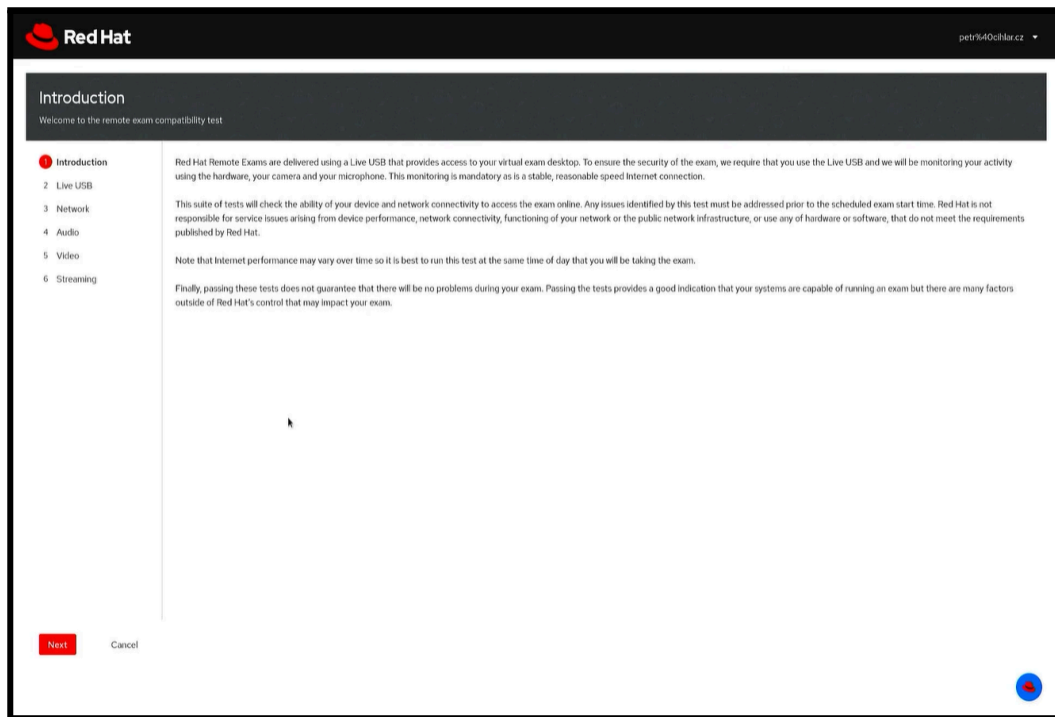 Red Hat
petr%40cihlar.cz
Introduction
Welcome to the remote exam compatibility test
1 Introduction
2 Live USB
3 Network
4 Audio
5 Video
6 Streaming
Red Hat Remote Exams are delivered using a Live USB that provides access to your virtual exam desktop. To ensure the security of the exam, we require that you use the Live USB and we will be monitoring your activity
using the hardware, your camera and your microphone. This monitoring is mandatory as is a stable, reasonable speed Internet connection.
This suite of tests will check the ability of your device and network connectivity to access the exam online. Any issues identified by this test must be addressed prior to the scheduled exam start time. Red Hat is not
responsible for service issues arising from device performance, network connectivity, functioning of your network or the public network infrastructure, or use any of hardware or software, that do not meet the requirements
published by Red Hat.
Note that Internet performance may vary over time so it is best to run this test at the same time of day that you will be taking the exam.
Finally, passing these tests does not guarantee that there will be no problems during your exam. Passing the tests provides a good indication that your systems are capable of running an exam but there are many factors
outside of Red Hat's control that may impact your exam.
Next
Cancel